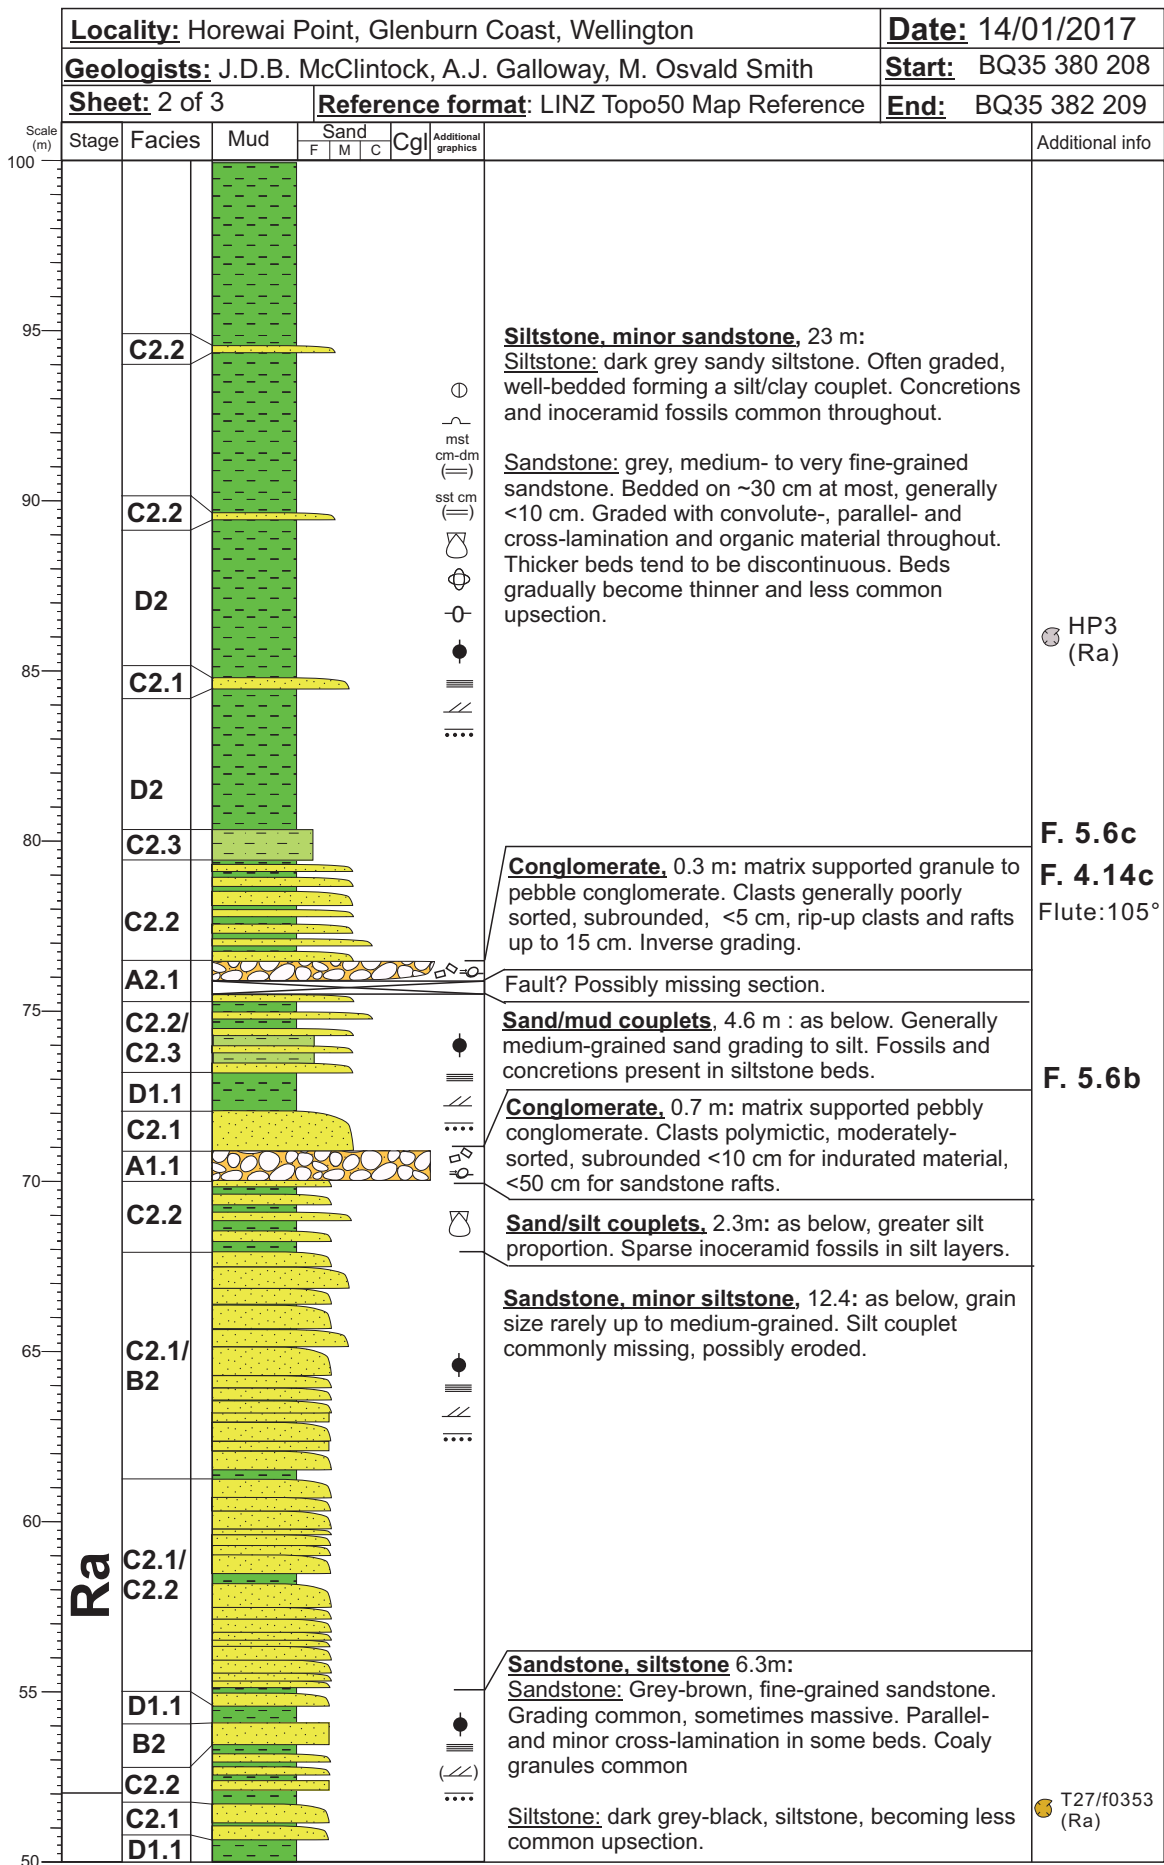 Locality: Horewai Point, Glenburn Coast, Wellington
Date: 14/01/2017
Geologists: J.D.B. McClintock, A.J. Galloway, M. Osvald Smith
Start: BQ35 380 208
Sheet: 2 of 3
Reference format: LINZ Topo50 Map Reference
End: BQ35 382 209
Scale
(m)
Stage
Facies
Mud
Sand
F M C
Cgl
Additional
graphics
Additional info
100
95
Siltstone, minor sandstone, 23 m:
Siltstone: dark grey sandy siltstone. Often graded,
well-bedded forming a silt/clay couplet. Concretions
and inoceramid fossils common throughout.
C2.2
mst
cm-dm
sst cm
Sandstone: grey, medium- to very fine-grained
sandstone. Bedded on ~30 cm at most, generally
<10 cm. Graded with convolute-, parallel- and
cross-lamination and organic material throughout.
Thicker beds tend to be discontinuous. Beds
gradually become thinner and less common
upsection.
90
C2.2
D2
HP3
(Ra)
85
C2.1
D2
80
C2.3
F. 5.6c
Conglomerate, 0.3 m: matrix supported granule to
pebble conglomerate. Clasts generally poorly
sorted, subrounded, <5 cm, rip-up clasts and rafts
up to 15 cm. Inverse grading.
F. 4.14c
Flute:105°
C2.2
A2.1
Fault? Possibly missing section.
75
C2.2/
C2.3
Sand/mud couplets, 4.6 m : as below. Generally
medium-grained sand grading to silt. Fossils and
concretions present in siltstone beds.
F. 5.6b
D1.1
C2.1
Conglomerate, 0.7 m: matrix supported pebbly
conglomerate. Clasts polymictic, moderately-
sorted, subrounded <10 cm for indurated material,
<50 cm for sandstone rafts.
A1.1
70
C2.2
Sand/silt couplets, 2.3m: as below, greater silt
proportion. Sparse inoceramid fossils in silt layers.
Sandstone, minor siltstone, 12.4: as below, grain
size rarely up to medium-grained. Silt couplet
commonly missing, possibly eroded.
65
C2.1/
B2
60
Ra
C2.1/
C2.2
55
Sandstone, siltstone 6.3m:
Sandstone: Grey-brown, fine-grained sandstone.
Grading common, sometimes massive. Parallel-
and minor cross-lamination in some beds. Coaly
granules common
D1.1
B2
C2.2
C2.1
Siltstone: dark grey-black, siltstone, becoming less
common upsection.
T27/f0353
(Ra)
D1.1
50